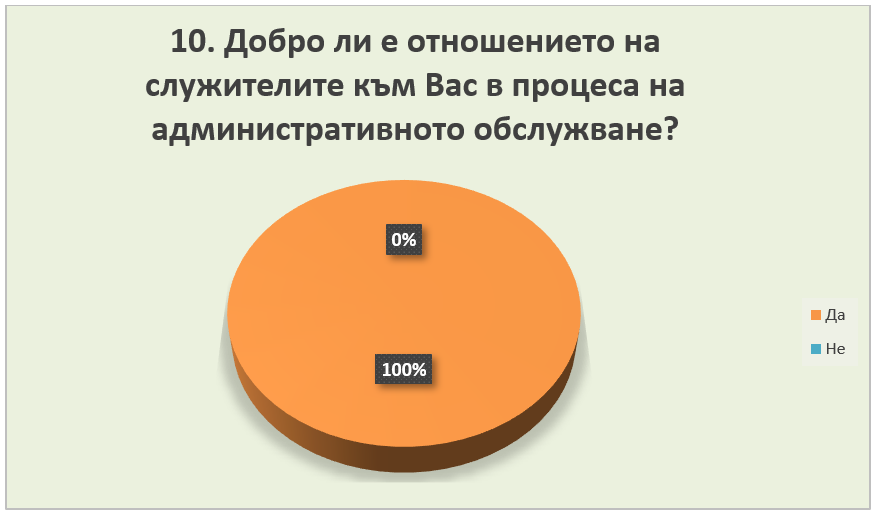 10. Добро ли е отношението на
служителите към Вас в процеса на
административното обслужване?
0%
100%
Да
Не